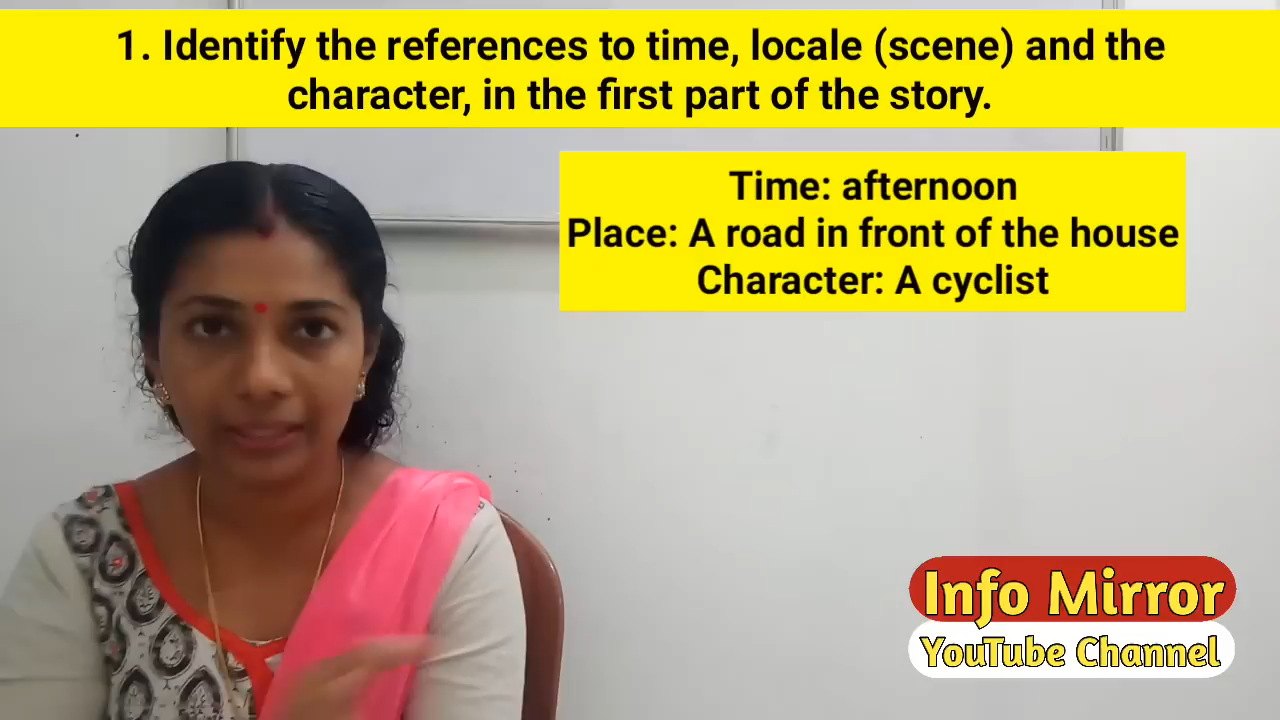 1. Identify the references to time, locale (scene) and the
character, in the first part of the story.
Time: afternoon
Place: A road in front of the house
Character: A cyclist
Info Mirror
YouTube Channel